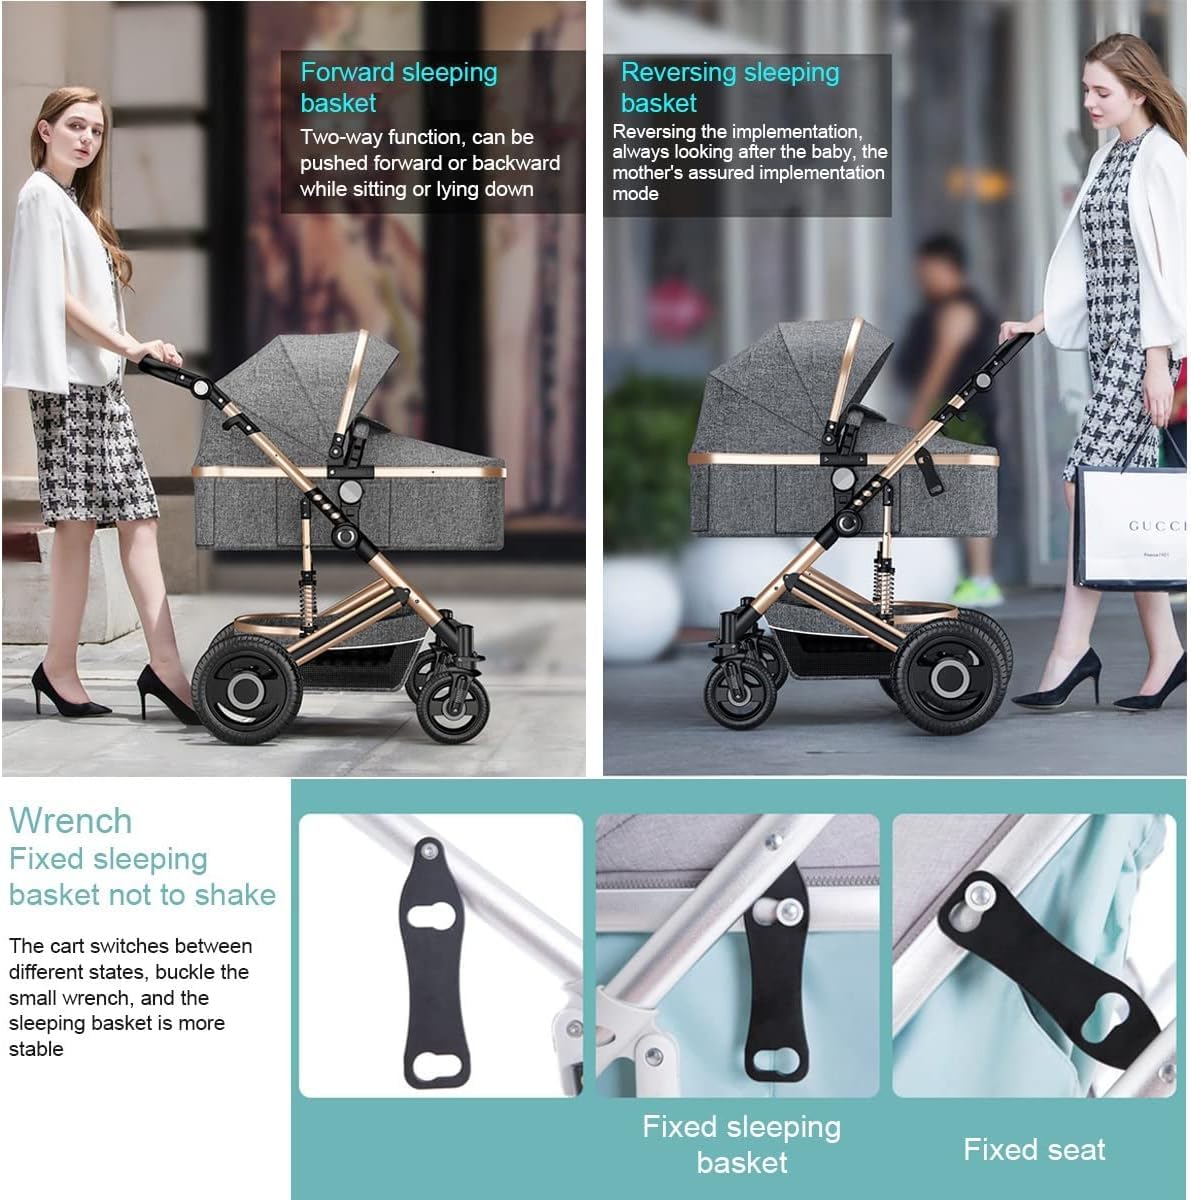 Forward sleeping
basket
Two-way function, can be
pushed forward or backward
while sitting or lying down
Reversing sleeping
basket
Reversing the implementation,
always looking after the baby, the
mother's assured implementation
mode
GUCCI
Wrench
Fixed sleeping
basket not to shake
The cart switches between
different states, buckle the
small wrench, and the
sleeping basket is more
stable
Fixed sleeping
basket
Fixed seat